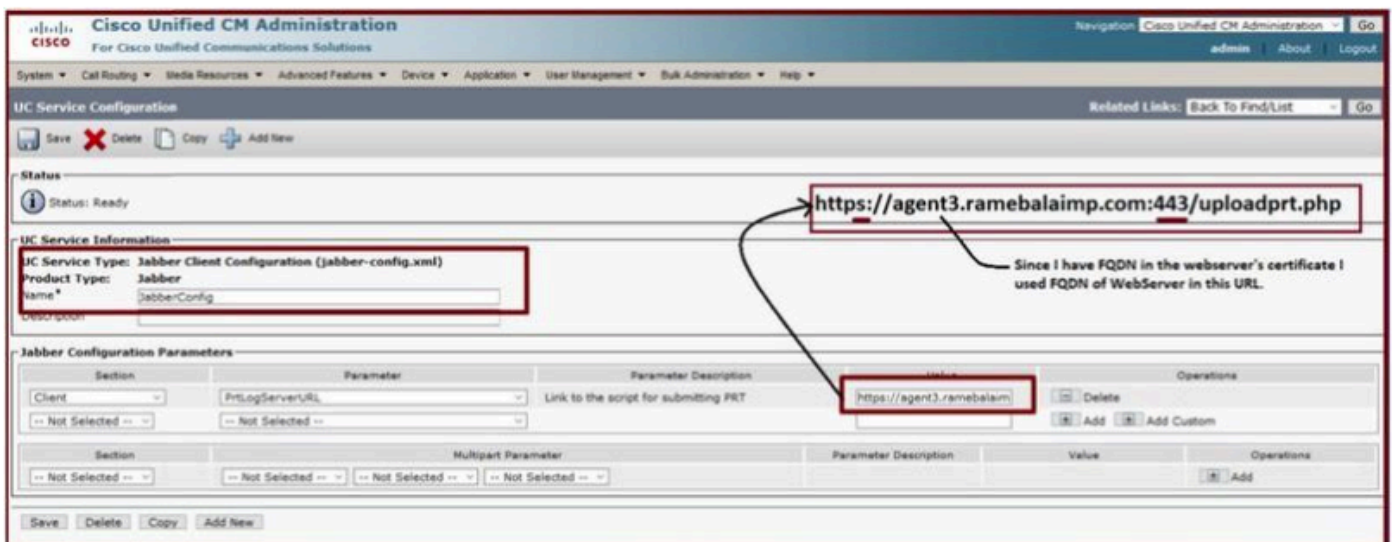 Cisco Unified CM Administration
CISCO For Cisco Unified Communications Solutions
Navigation Cisco Unified CM Administration Go
admin About Logout
System Call Routing Media Resources Advanced Features Device Application User Management Bulk Administration Help
UC Service Configuration
Related Links: Back To Find/List Go
Save Delete Copy Add New
Status
Status: Ready
https://agent3.ramebalaimp.com:443/uploadprt.php
Since I have FQDN in the webserver's certificate I
used FQDN of WebServer in this URL.
UC Service Information
UC Service Type: Jabber Client Configuration (jabber-config.xml)
Product Type: Jabber
Name* JabberConfig
Description
Jabber Configuration Parameters
Section Parameter Parameter Description Value Operations
Client PrtLogServerURL Link to the script for submitting PRT https://agent3.ramebalaim Delete
-- Not Selected -- -- Not Selected -- Add Add Custom
Section Multipart Parameter Parameter Description Value Operations
-- Not Selected -- -- Not Selected -- -- Not Selected -- -- Not Selected -- Add
Save Delete Copy Add New